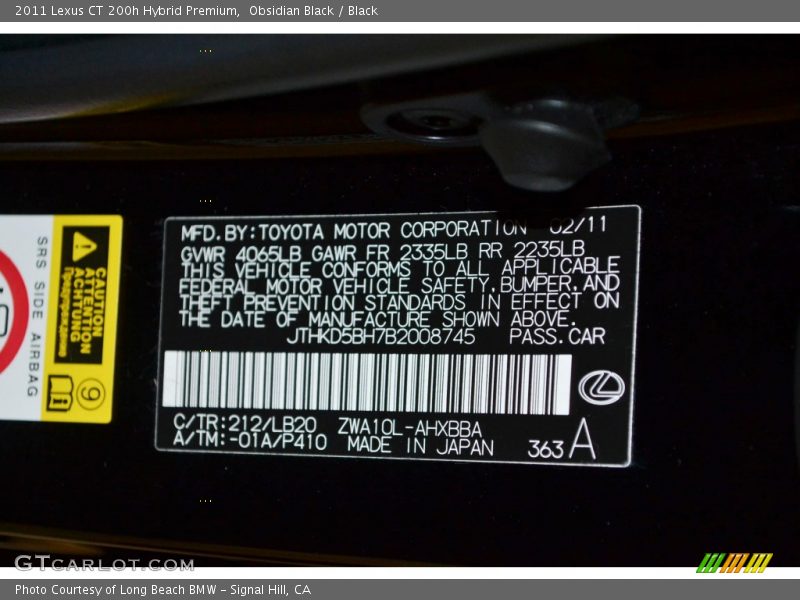 2011 Lexus CT 200h Hybrid Premium,  Obsidian Black / Black
MFD. BY: TOYOTA MOTOR CORPORATION 02/11
GVWR 4065LB GAWR FR 2335LB RR 2235LB
THIS VEHICLE CONFORMS TO ALL APPLICABLE
FEDERAL MOTOR VEHICLE SAFETY, BUMPER, AND
THEFT PREVENTION STANDARDS IN EFFECT ON
THE DATE OF MANUFACTURE SHOWN ABOVE.
JTHKD5BH7B2008745 PASS. CAR
C/TR: 212/LB20 ZWA10L-AHXBBA
A/TM: -01A/P410 MADE IN JAPAN 363 A
SRS SIDE AIRBAG
CAUTION
ATTENTION
ACHTUNG
9
GTCARLOT.COM
Photo Courtesy of Long Beach BMW - Signal Hill, CA